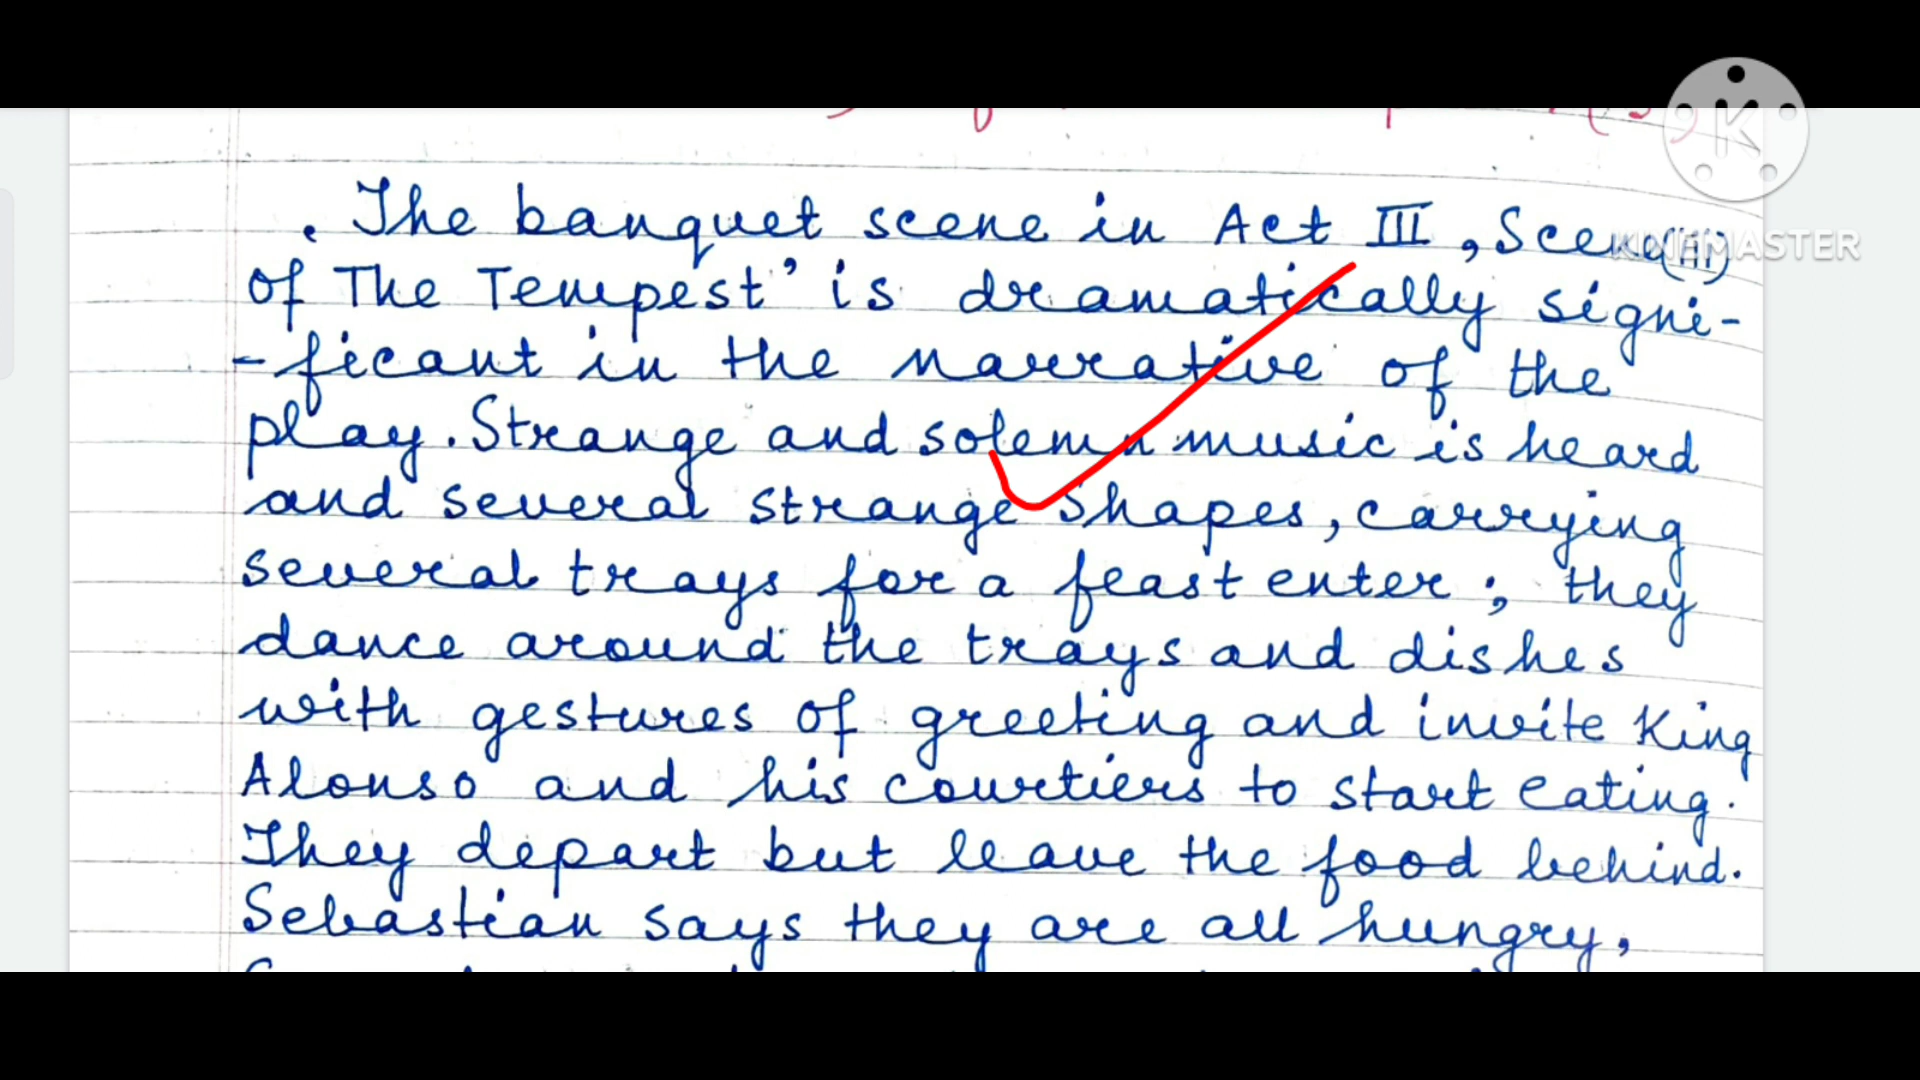 . The banquet scene in Act III, Scene(iii)
of The Tempest' is dramatically signi-
-ficant in the narrative of the
play. Strange and solemn music is heard
and several strange shapes, carrying
several trays for a feast enter; they
dance around the trays and dishes
with gestures of greeting and invite King
Alonso and his courtiers to start eating.
They depart but leave the food behind.
Sebastian says they are all hungry,
KINEMASTER